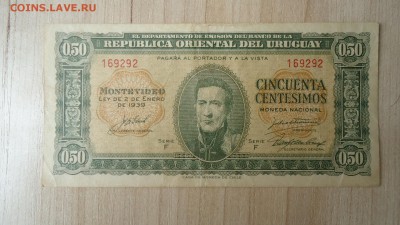 COINS.LAVE.RU
EL DEPARTAMENTO DE EMISION DEL BANCO DE LA
0,50 REPUBLICA ORIENTAL DEL URUGUAY 0,50
PAGARA AL PORTADOR Y A LA VISTA
169292 169292
MONTEVIDEO
LEY DE 2 DE ENERO
DE 1939
CINCUENTA
CENTESIMOS
MONEDA NACIONAL
SERIE F SERIE F
0,50 0,50